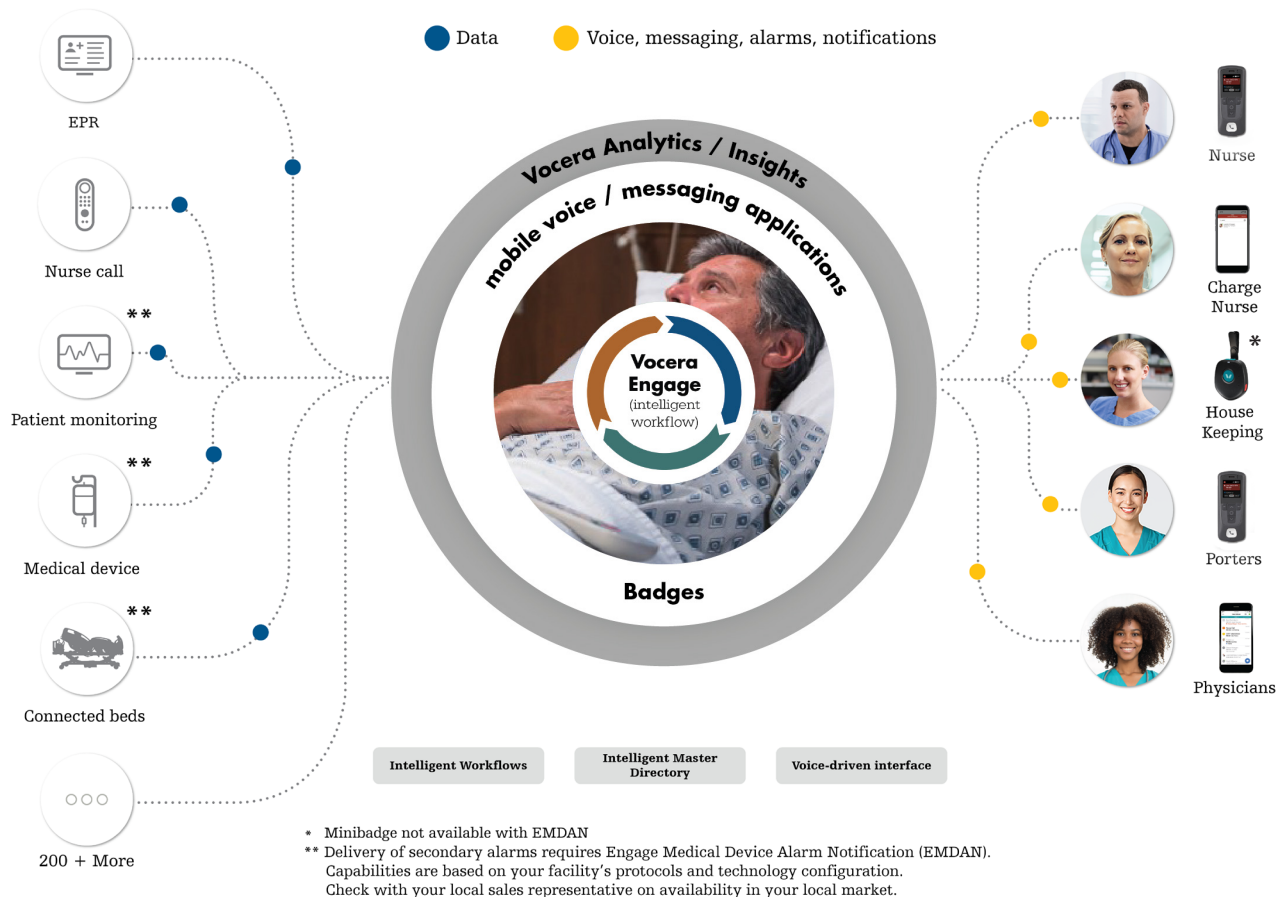 Data
Voice, messaging, alarms, notifications
EPR
Nurse call
**
Patient monitoring
**
Medical device
**
Connected beds
200 + More
Vocera Analytics / Insights
mobile voice / messaging applications
Vocera
Engage
(intelligent
workflow)
Badges
Nurse
Charge
Nurse
*
House
Keeping
Porters
Physicians
Intelligent Workflows
Intelligent Master
Directory
Voice-driven interface
* Minibadge not available with EMDAN
** Delivery of secondary alarms requires Engage Medical Device Alarm Notification (EMDAN).
Capabilities are based on your facility’s protocols and technology configuration.
Check with your local sales representative on availability in your local market.